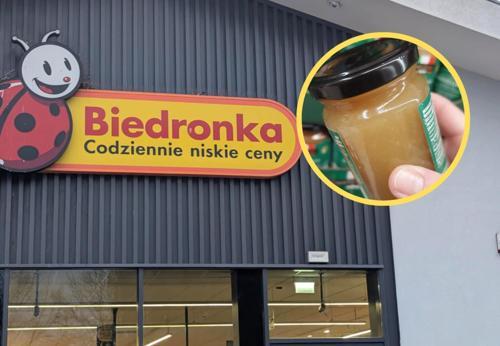 Biedronka
Codziennie niskie ceny